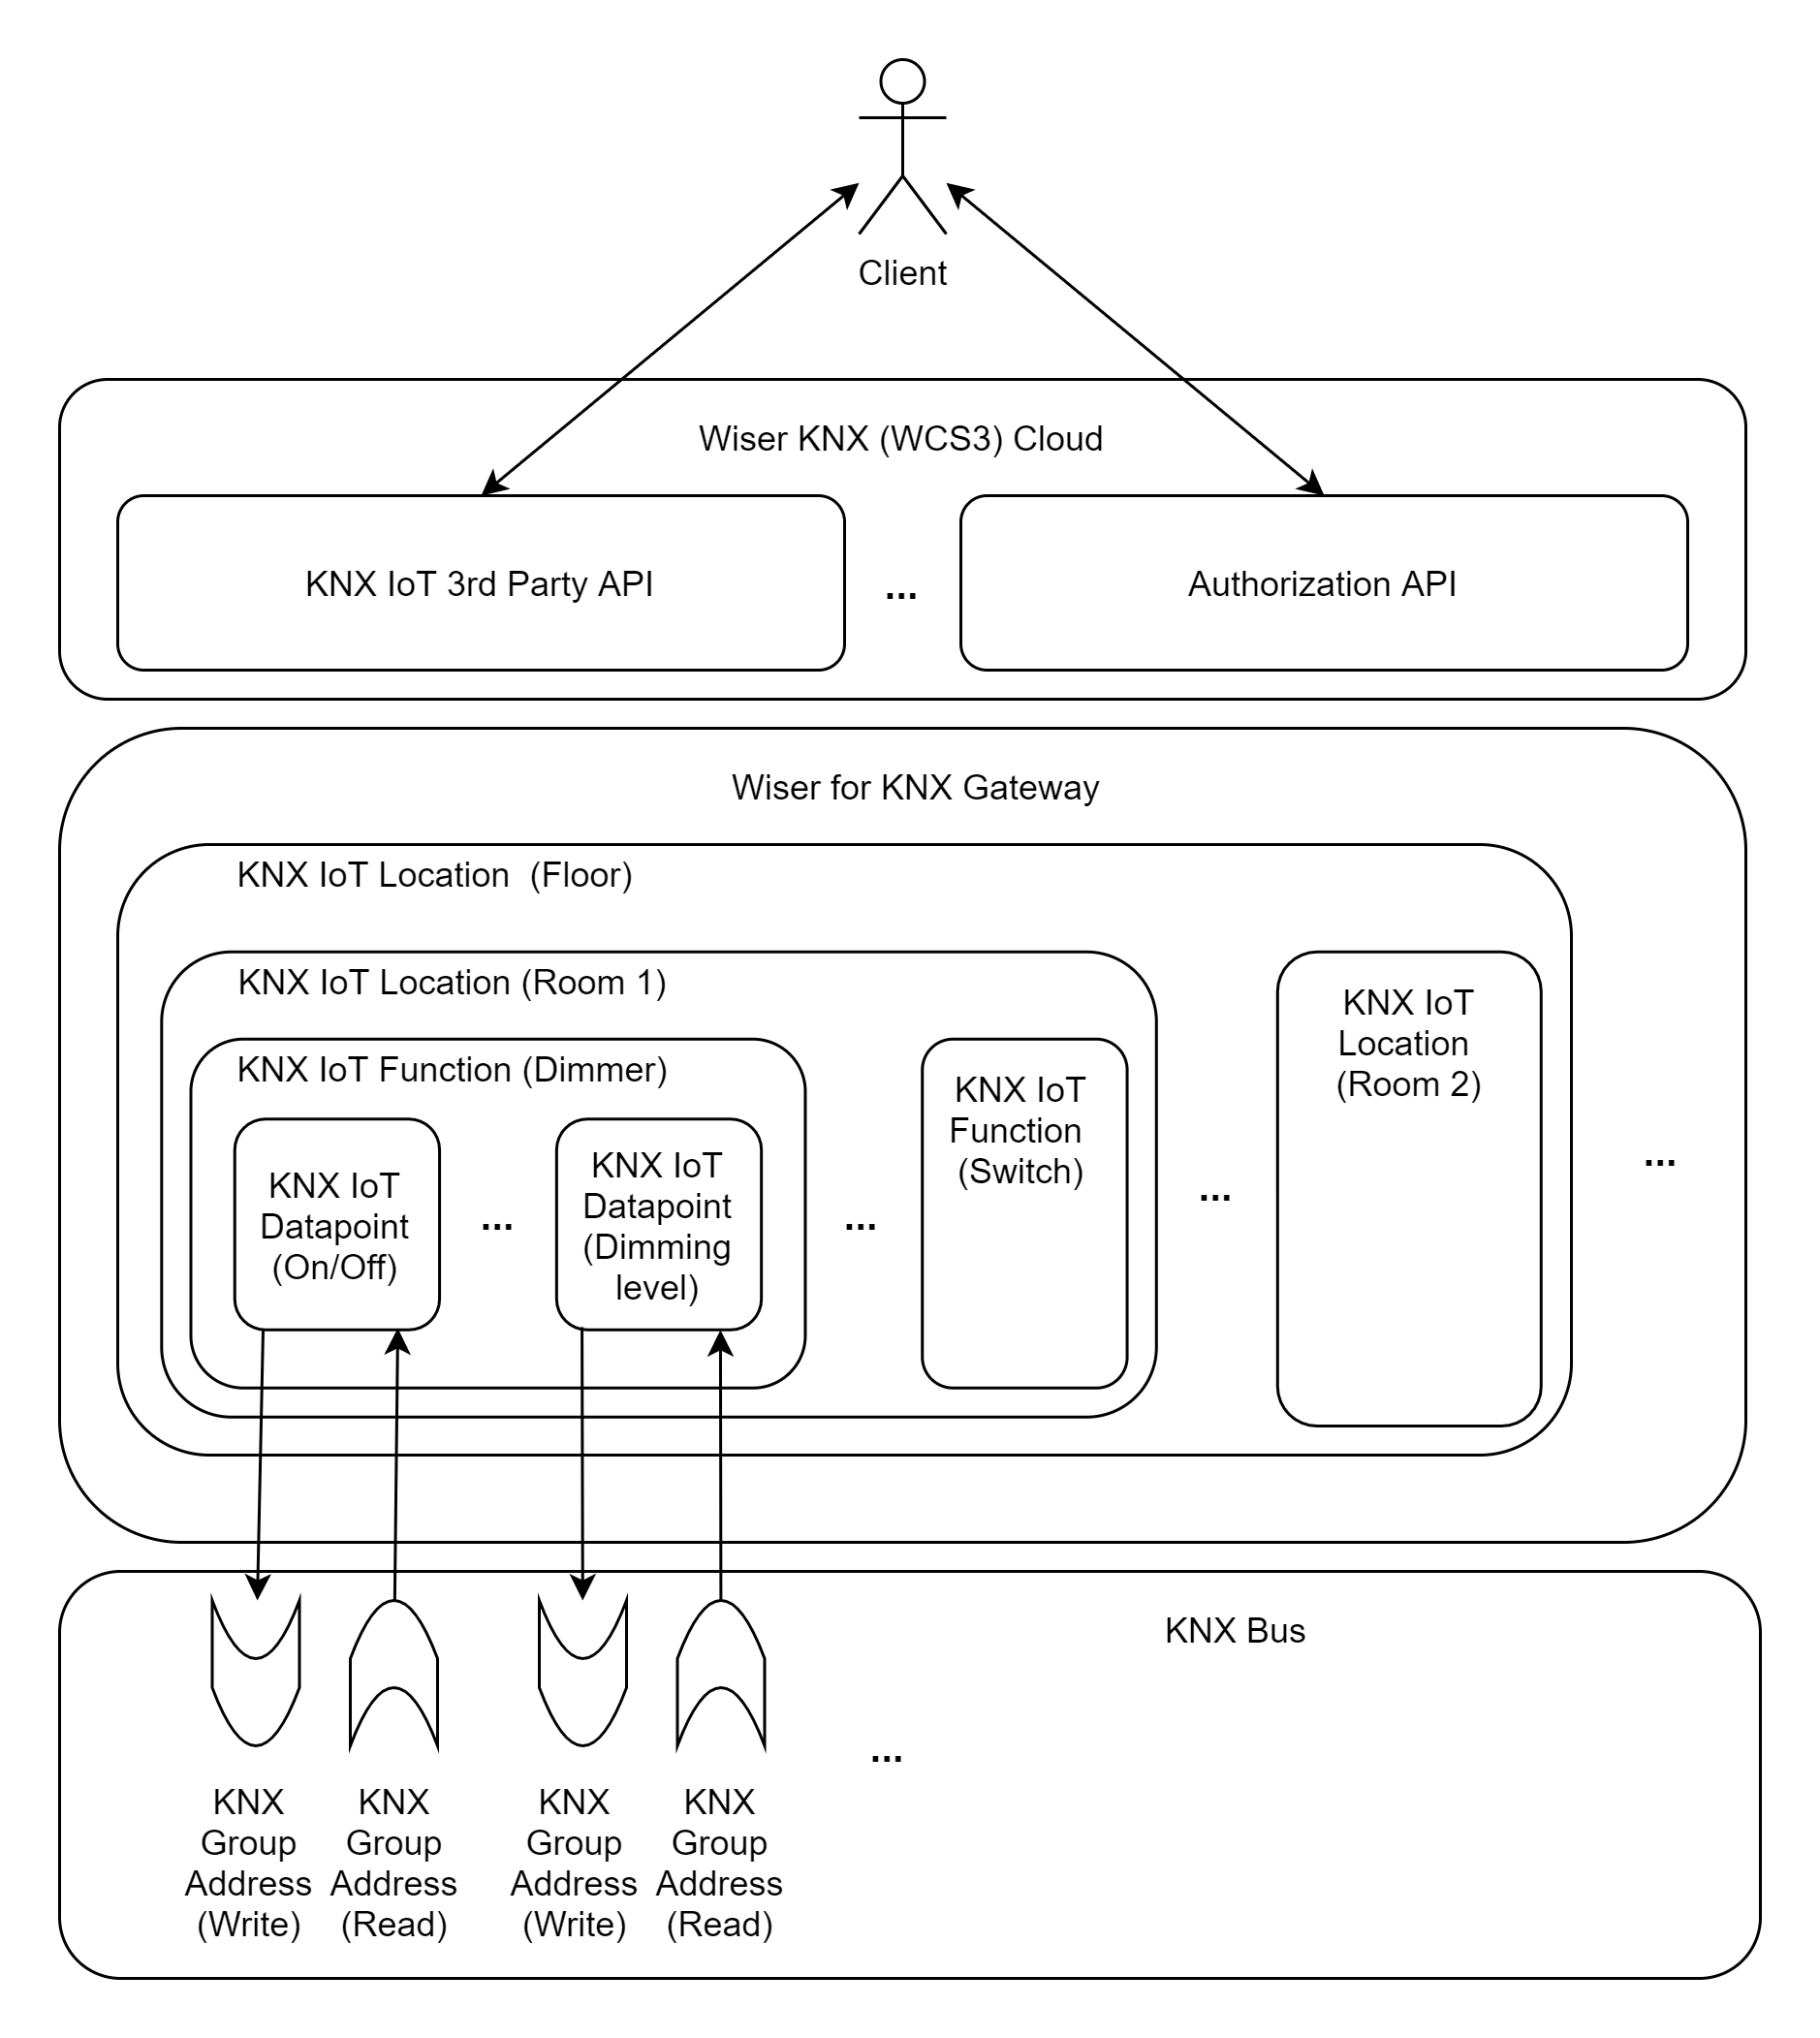 Client
Wiser KNX (WCS3) Cloud
KNX IoT 3rd Party API
...
Authorization API
Wiser for KNX Gateway
KNX IoT Location (Floor)
KNX IoT Location (Room 1)
KNX IoT Function (Dimmer)
KNX IoT
Datapoint
(On/Off)
...
KNX IoT
Datapoint
(Dimming
level)
...
KNX IoT
Function
(Switch)
...
KNX IoT
Location
(Room 2)
...
KNX Bus
KNX
Group
Address
(Write)
KNX
Group
Address
(Read)
KNX
Group
Address
(Write)
KNX
Group
Address
(Read)
...